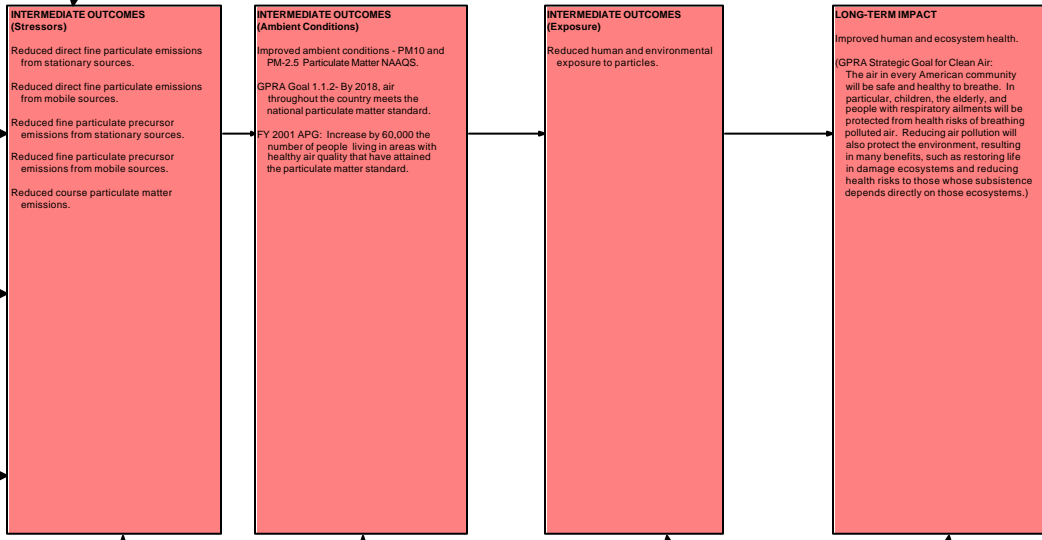 INTERMEDIATE OUTCOMES
(Stressors)
Reduced direct fine particulate emissions
from stationary sources.
Reduced direct fine particulate emissions
from mobile sources.
Reduced fine particulate precursor
emissions from stationary sources.
Reduced fine particulate precursor
emissions from mobile sources.
Reduced course particulate matter
emissions.
INTERMEDIATE OUTCOMES
(Ambient Conditions)
Improved ambient conditions - PM10 and
PM-2.5 Particulate Matter NAAQS.
GPRA Goal 1.1.2- By 2018, air
throughout the country meets the
national particulate matter standard.
FY 2001 APG: Increase by 60,000 the
number of people living in areas with
healthy air quality that have attained
the particulate matter standard.
INTERMEDIATE OUTCOMES
(Exposure)
Reduced human and environmental
exposure to particles.
LONG-TERM IMPACT
Improved human and ecosystem health.
(GPRA Strategic Goal for Clean Air:
The air in every American community
will be safe and healthy to breathe. In
particular, children, the elderly, and
people with respiratory ailments will be
protected from health risks of breathing
polluted air. Reducing air pollution will
also protect the environment, resulting
in many benefits, such as restoring life
in damage ecosystems and reducing
health risks to those whose subsistence
depends directly on those ecosystems.)